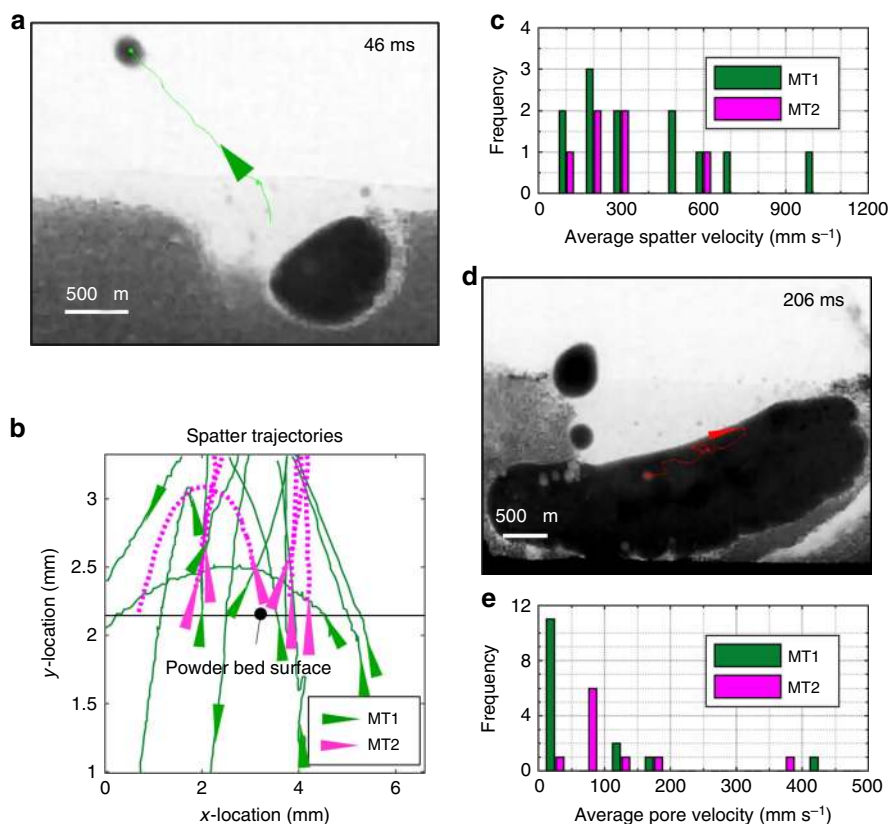 a
46 ms
500 m
b
Spatter trajectories
3
2.5
2
1.5
1
y-location (mm)
Powder bed surface
MT1
MT2
0
2
4
6
x-location (mm)
c
4
3
2
1
0
Frequency
MT1
MT2
0
300
600
900
1200
Average spatter velocity (mm s⁻¹)
d
206 ms
500 m
e
12
9
6
3
0
Frequency
MT1
MT2
0
100
200
300
400
500
Average pore velocity (mm s⁻¹)